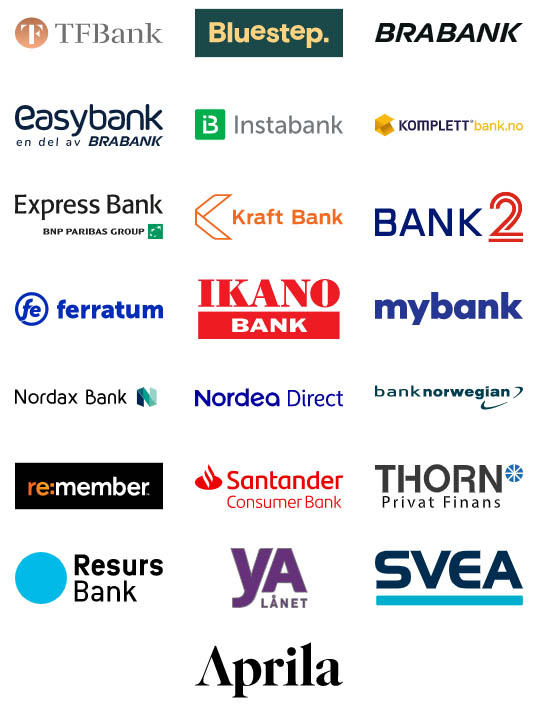 TFBank
Bluestep.
BRABANK
easybank
en del av BRABANK
Instabank
KOMPLETT® bank.no
Express Bank
BNP PARIBAS GROUP
Kraft Bank
BANK 2
fe ferratum
IKANO
BANK
mybank
Nordax Bank
Nordea Direct
banknorwegian
re:member
Santander
Consumer Bank
THORN
Privat Finans
Resurs
Bank
yA
LÅNET
SVEA
Aprila